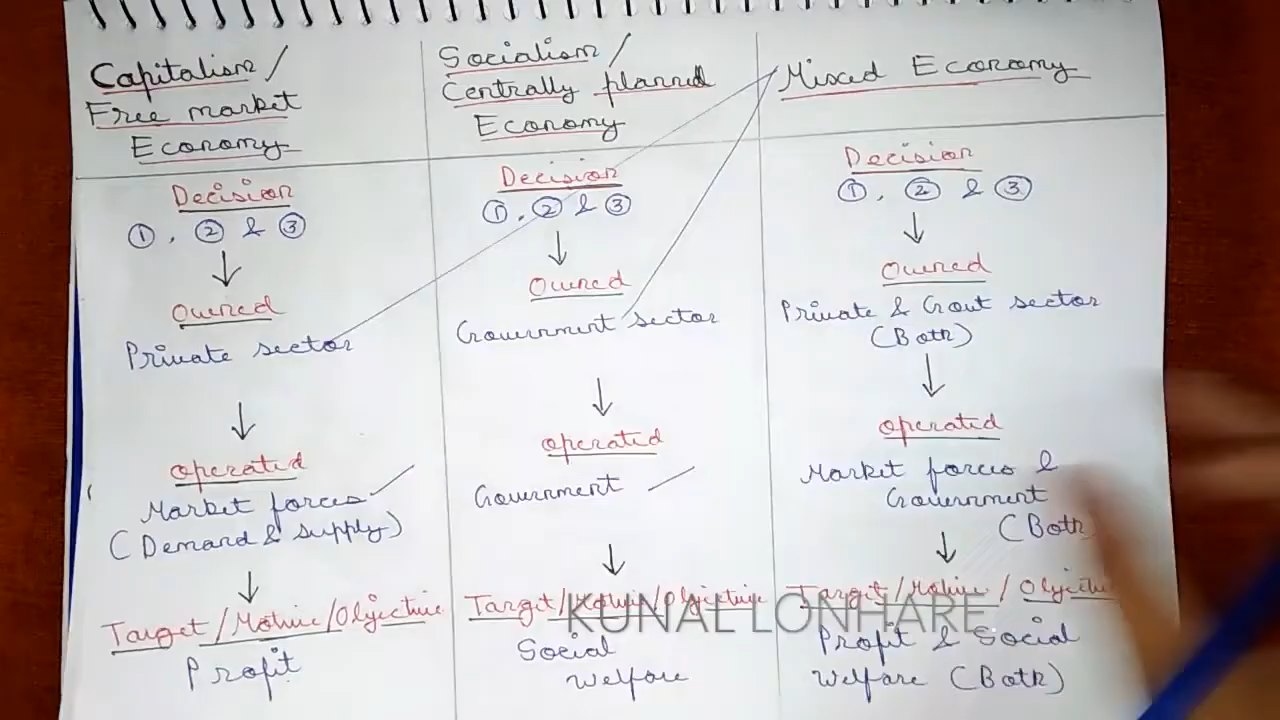 Capitalism /
Free market
Economy
Decision
①, ② & ③
Owned
Private sector
Operated
Market forces
(Demand & supply)
Target/Motive/Objective
Profit
Socialism /
Centrally planned
Economy
Decision
①, ② & ③
Owned
Government sector
Operated
Government
Target/Motive/Objective
Social
Welfare
Mixed Economy
Decision
①, ② & ③
Owned
Private & Govt sector
(Both)
Operated
Market forces &
Government
(Both)
Target/Motive/Objective
Profit & Social
Welfare (Both)
KUNAL LONHARE